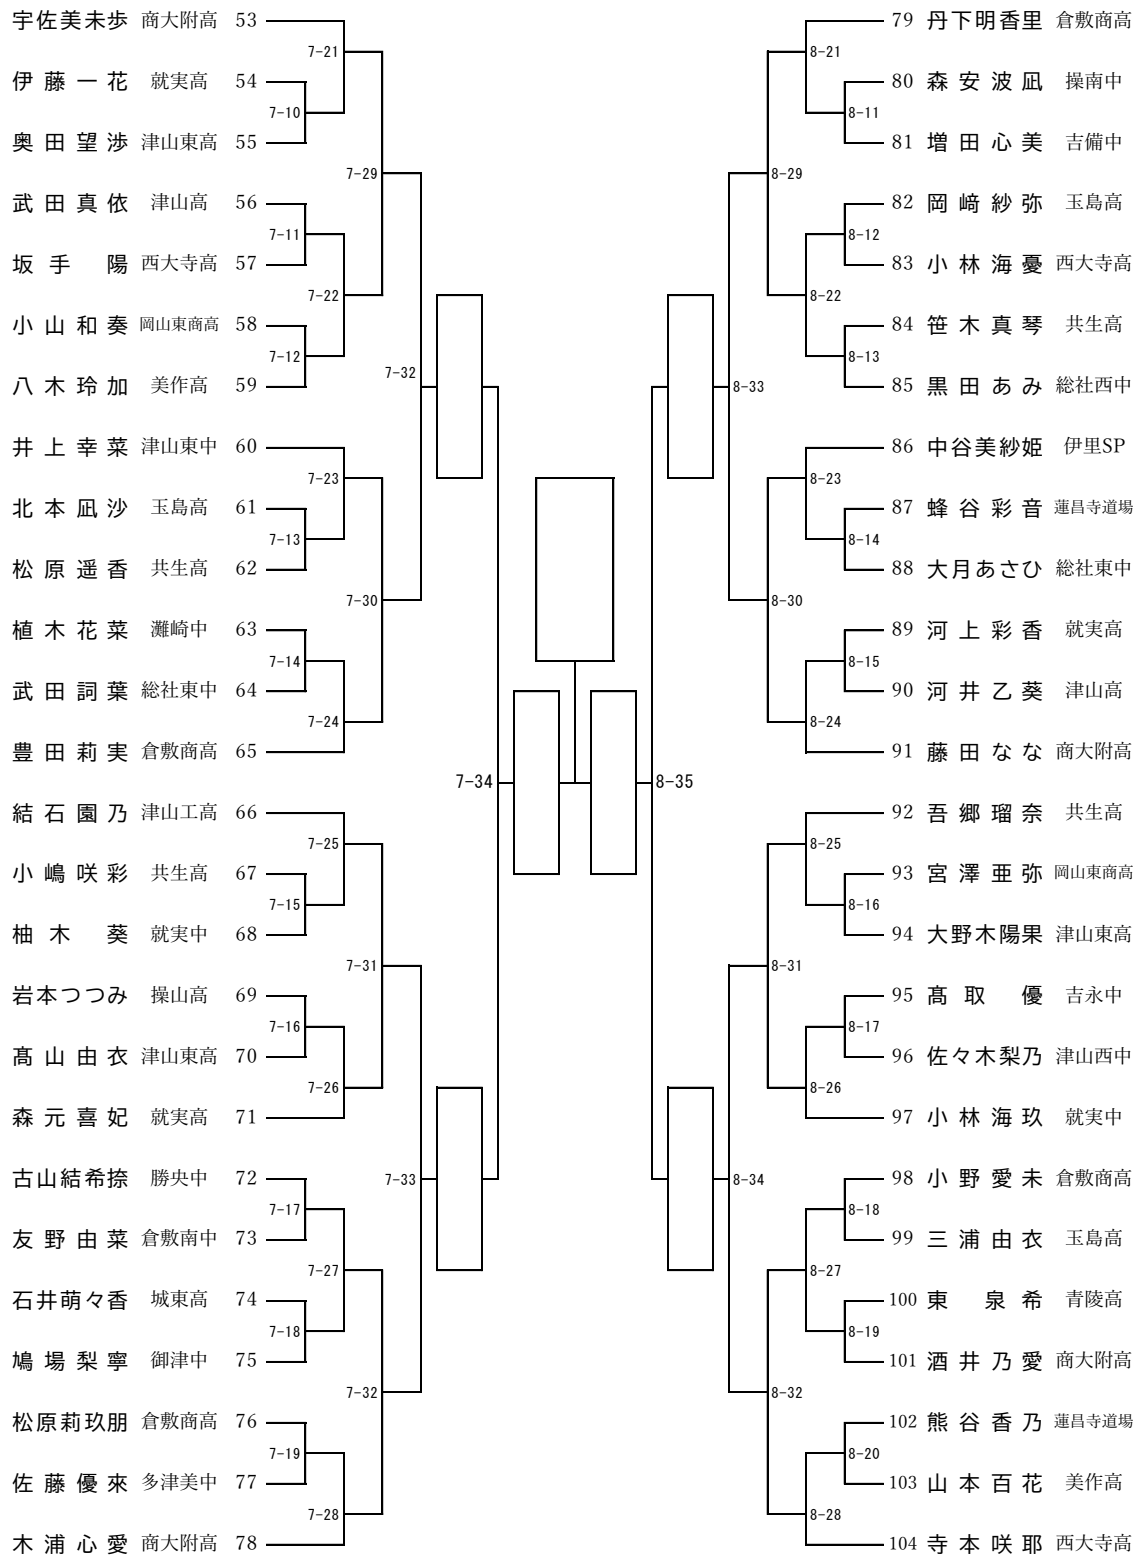 宇佐美未歩 商大附高 53
7-21
伊藤一花 就実高 54
7-10
奥田望渉 津山東高 55
7-29
武田真依 津山高 56
7-11
坂手陽 西大寺高 57
7-22
小山和奏 岡山東商高 58
7-12
八木玲加 美作高 59
7-32
井上幸菜 津山東中 60
7-23
北本凪沙 玉島高 61
7-13
松原遥香 共生高 62
7-30
植木花菜 灘崎中 63
7-14
武田詞葉 総社東中 64
7-24
豊田莉実 倉敷商高 65
7-34
結石園乃 津山工高 66
7-25
小嶋咲彩 共生高 67
7-15
柚木葵 就実中 68
7-31
岩本つつみ 操山高 69
7-16
髙山由衣 津山東高 70
7-26
森元喜妃 就実高 71
古山結希捺 勝央中 72
7-33
7-17
友野由菜 倉敷南中 73
7-27
石井萌々香 城東高 74
7-18
鳩場梨寧 御津中 75
7-32
松原莉玖朋 倉敷商高 76
7-19
佐藤優來 多津美中 77
7-28
木浦心愛 商大附高 78
79 丹下明香里 倉敷商高
8-21
80 森安波凪 操南中
8-11
81 増田心美 吉備中
8-29
82 岡﨑紗弥 玉島高
8-12
83 小林海憂 西大寺高
8-22
84 笹木真琴 共生高
8-13
85 黒田あみ 総社西中
8-33
86 中谷美紗姫 伊里SP
8-23
87 蜂谷彩音 蓮昌寺道場
8-14
88 大月あさひ 総社東中
8-30
89 河上彩香 就実高
8-15
90 河井乙葵 津山高
8-24
91 藤田なな 商大附高
8-35
92 吾郷瑠奈 共生高
8-25
93 宮澤亜弥 岡山東商高
8-16
94 大野木陽果 津山東高
8-31
95 髙取優 吉永中
8-17
96 佐々木梨乃 津山西中
8-26
97 小林海玖 就実中
98 小野愛未 倉敷商高
8-34
8-18
99 三浦由衣 玉島高
8-27
100 東泉希 青陵高
8-19
101 酒井乃愛 商大附高
8-32
102 熊谷香乃 蓮昌寺道場
8-20
103 山本百花 美作高
8-28
104 寺本咲耶 西大寺高